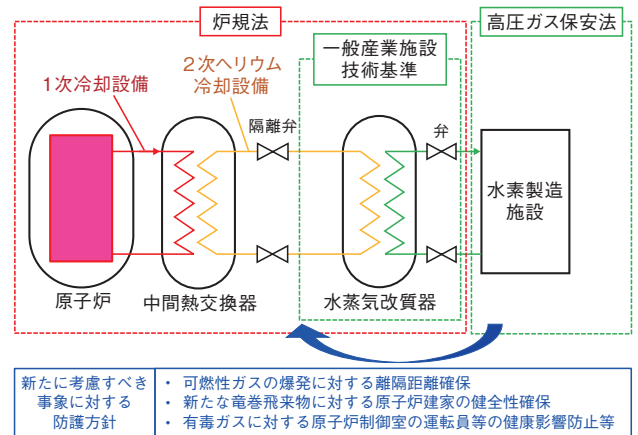 炉規法
高圧ガス保安法
一般産業施設
技術基準
1次冷却設備
2次ヘリウム
冷却設備
隔離弁
弁
水素製造
施設
原子炉
中間熱交換器
水蒸気改質器
新たに考慮すべき
事象に対する
防護方針
・ 可燃性ガスの爆発に対する離隔距離確保
・ 新たな竜巻飛来物に対する原子炉建家の健全性確保
・ 有毒ガスに対する原子炉制御室の運転員等の健康影響防止等